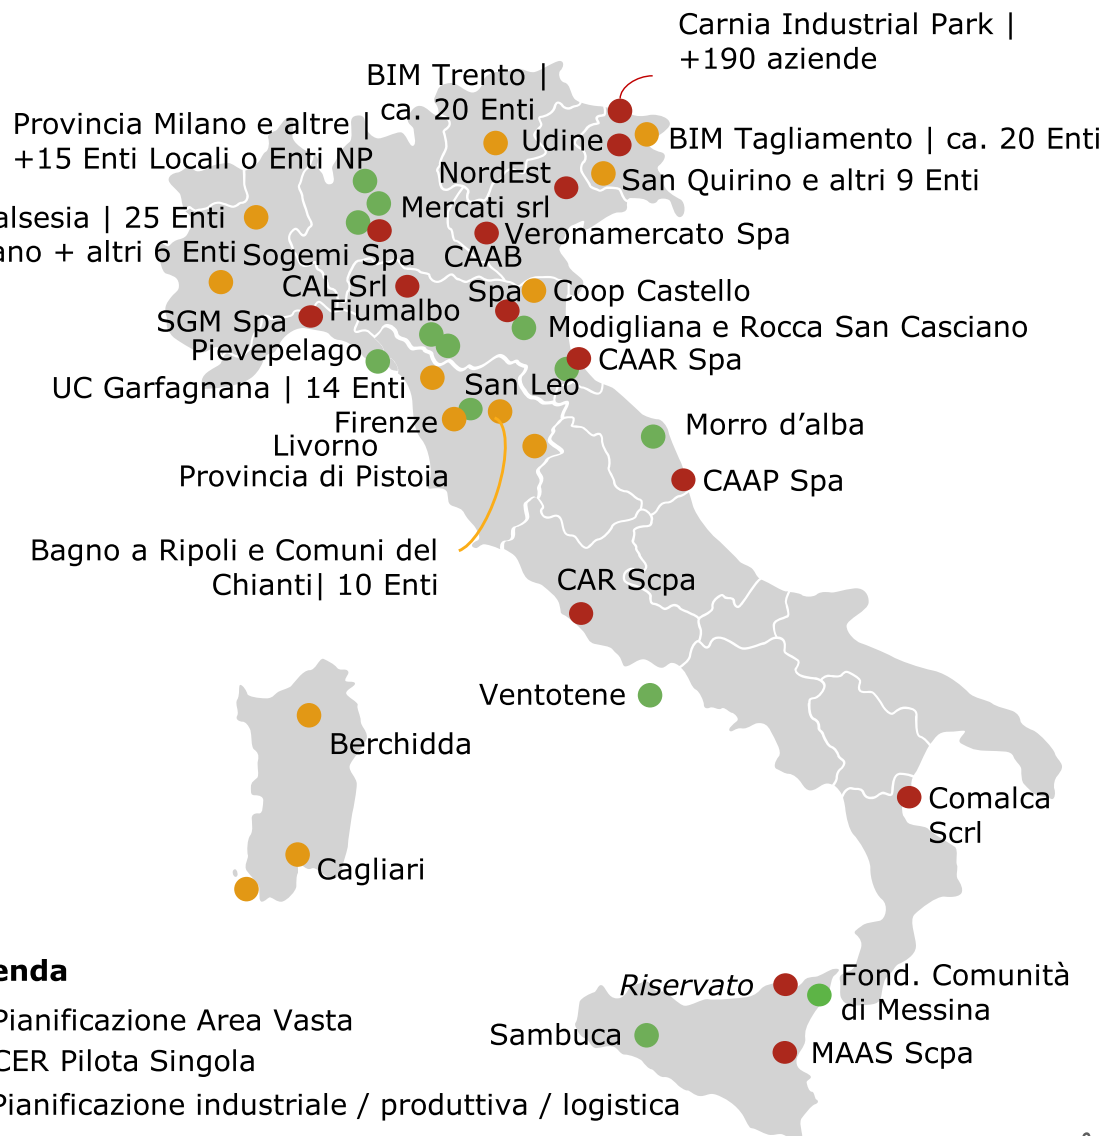 Carnia Industrial Park |
+190 aziende
BIM Trento |
ca. 20 Enti
Provincia Milano e altre |
+15 Enti Locali o Enti NP
Udine
BIM Tagliamento | ca. 20 Enti
NordEst
San Quirino e altri 9 Enti
Mercati srl
alsesia | 25 Enti
Veronamercato Spa
ano + altri 6 Enti
Sogemi Spa
CAAB
CAL Srl
Spa
Coop Castello
Fiumalbo
SGM Spa
Modigliana e Rocca San Casciano
Pievepelago
CAAR Spa
UC Garfagnana | 14 Enti
San Leo
Firenze
Morro d’alba
Livorno
Provincia di Pistoia
CAAP Spa
Bagno a Ripoli e Comuni del
Chianti| 10 Enti
CAR Scpa
Ventotene
Berchidda
Comalca
Scrl
Cagliari
enda
Riservato
Fond. Comunità
di Messina
Pianificazione Area Vasta
Sambuca
CER Pilota Singola
MAAS Scpa
Pianificazione industriale / produttiva / logistica